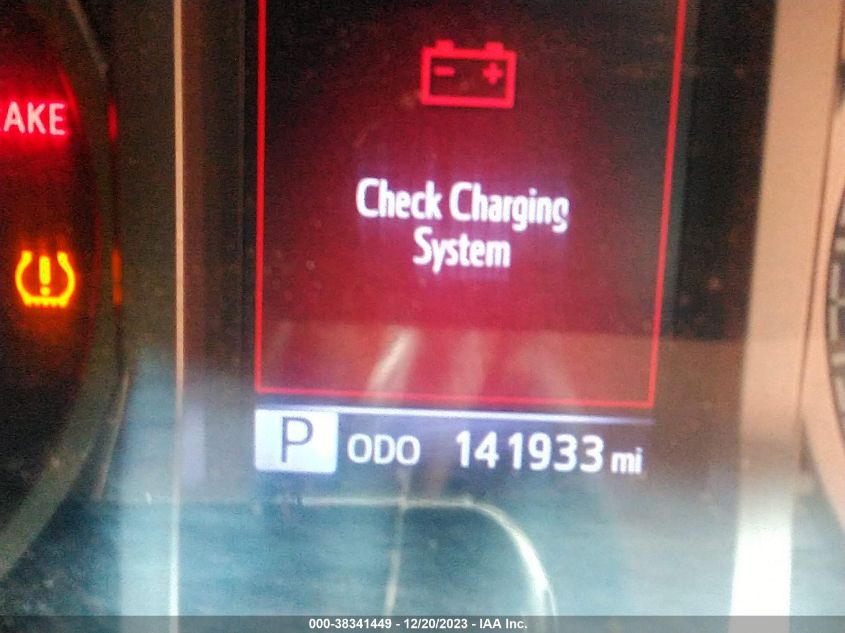 AKE
Check Charging
System
P ODO 141933 mi
000-38341449 - 12/20/2023 - IAA Inc.